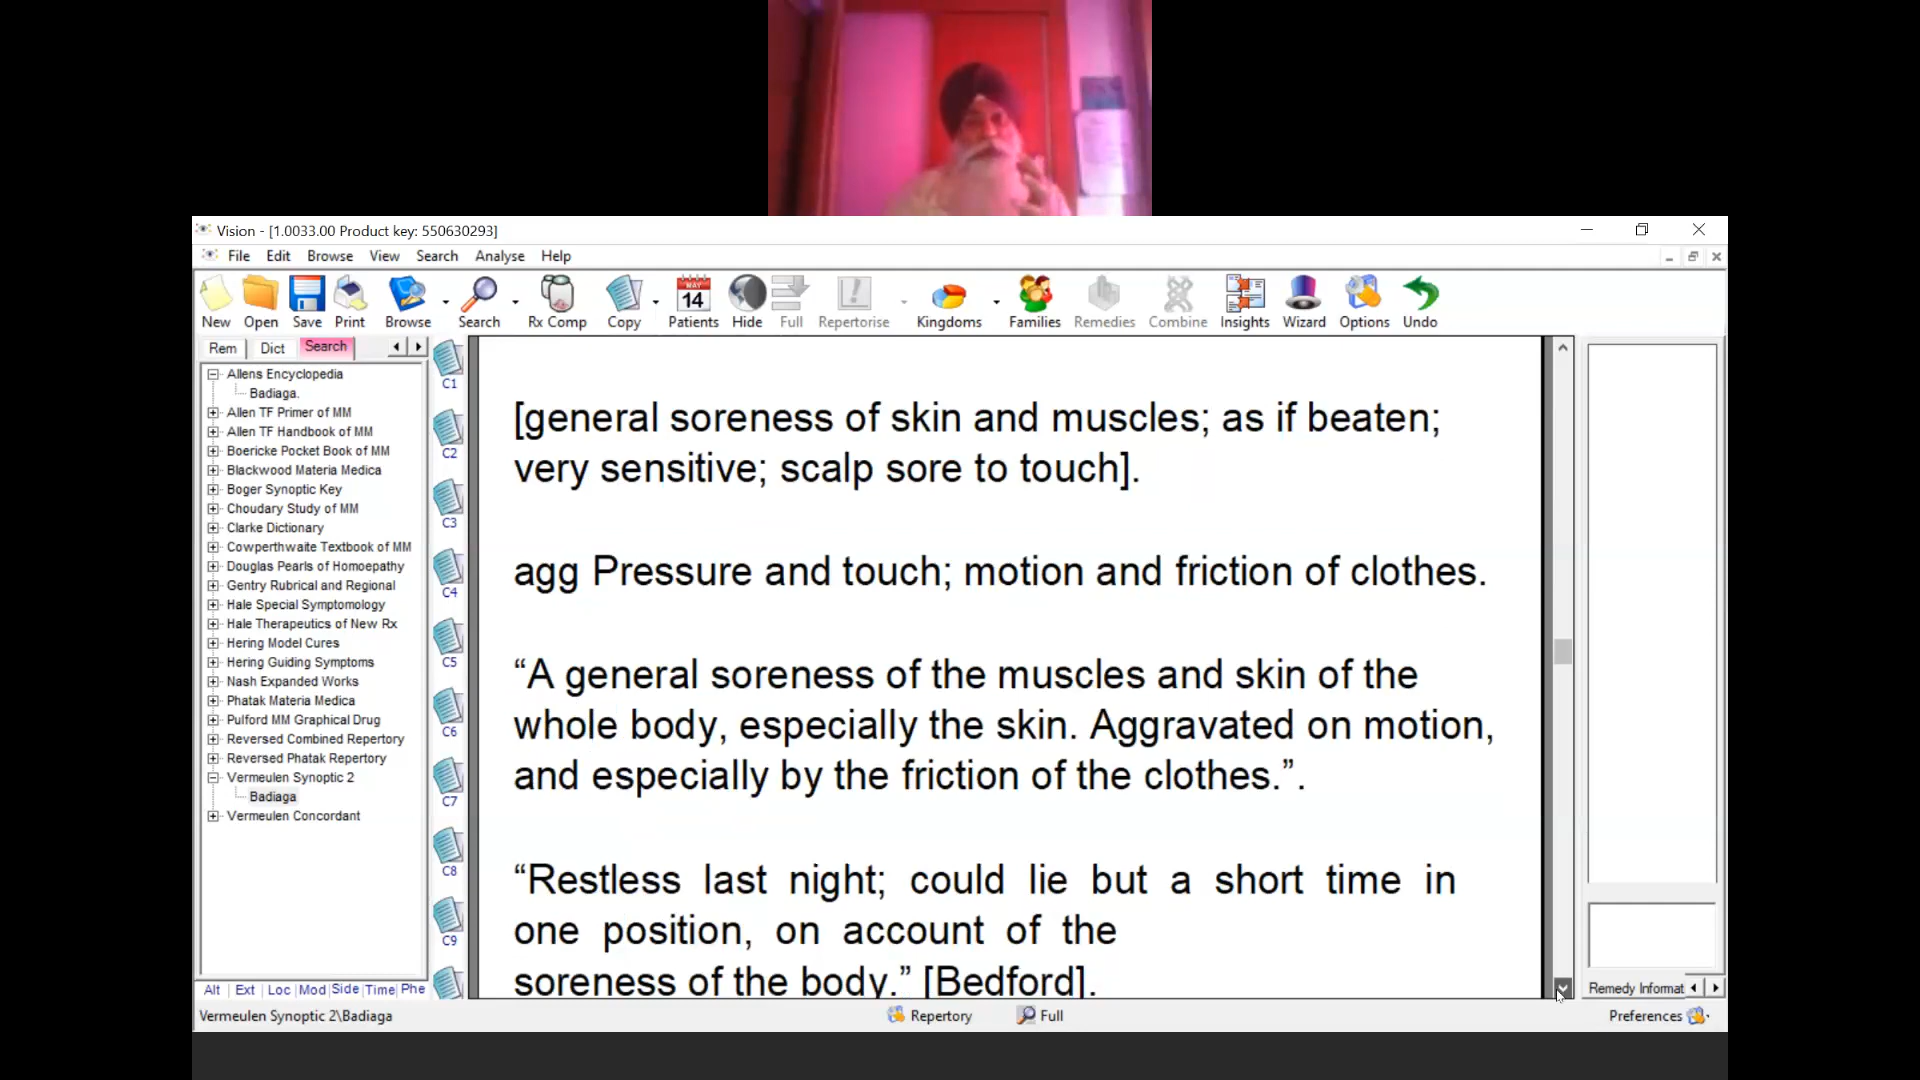 Vision - [1.0033.00 Product key: 550630293]
File Edit Browse View Search Analyse Help
New Open Save Print Browse Search Rx Comp Copy Patients Hide Full Repertorise Kingdoms Families Remedies Combine Insights Wizard Options Undo
MAY
14
Rem Dict Search
Allens Encyclopedia
Badiaga.
Allen TF Primer of MM
Allen TF Handbook of MM
Boericke Pocket Book of MM
Blackwood Materia Medica
Boger Synoptic Key
Choudary Study of MM
Clarke Dictionary
Cowperthwaite Textbook of MM
Douglas Pearls of Homoepathy
Gentry Rubrical and Regional
Hale Special Symptomology
Hale Therapeutics of New Rx
Hering Model Cures
Hering Guiding Symptoms
Nash Expanded Works
Phatak Materia Medica
Pulford MM Graphical Drug
Reversed Combined Repertory
Reversed Phatak Repertory
Vermeulen Synoptic 2
Badiaga
Vermeulen Concordant
Alt Ext Loc Mod Side Time Phe
C1
C2
C3
C4
C5
C6
C7
C8
C9
[general soreness of skin and muscles; as if beaten;
very sensitive; scalp sore to touch].
agg Pressure and touch; motion and friction of clothes.
“A general soreness of the muscles and skin of the
whole body, especially the skin. Aggravated on motion,
and especially by the friction of the clothes.”.
“Restless last night; could lie but a short time in
one position, on account of the
soreness of the body.” [Bedford].
Remedy Informat
Vermeulen Synoptic 2\Badiaga
Repertory
Full
Preferences